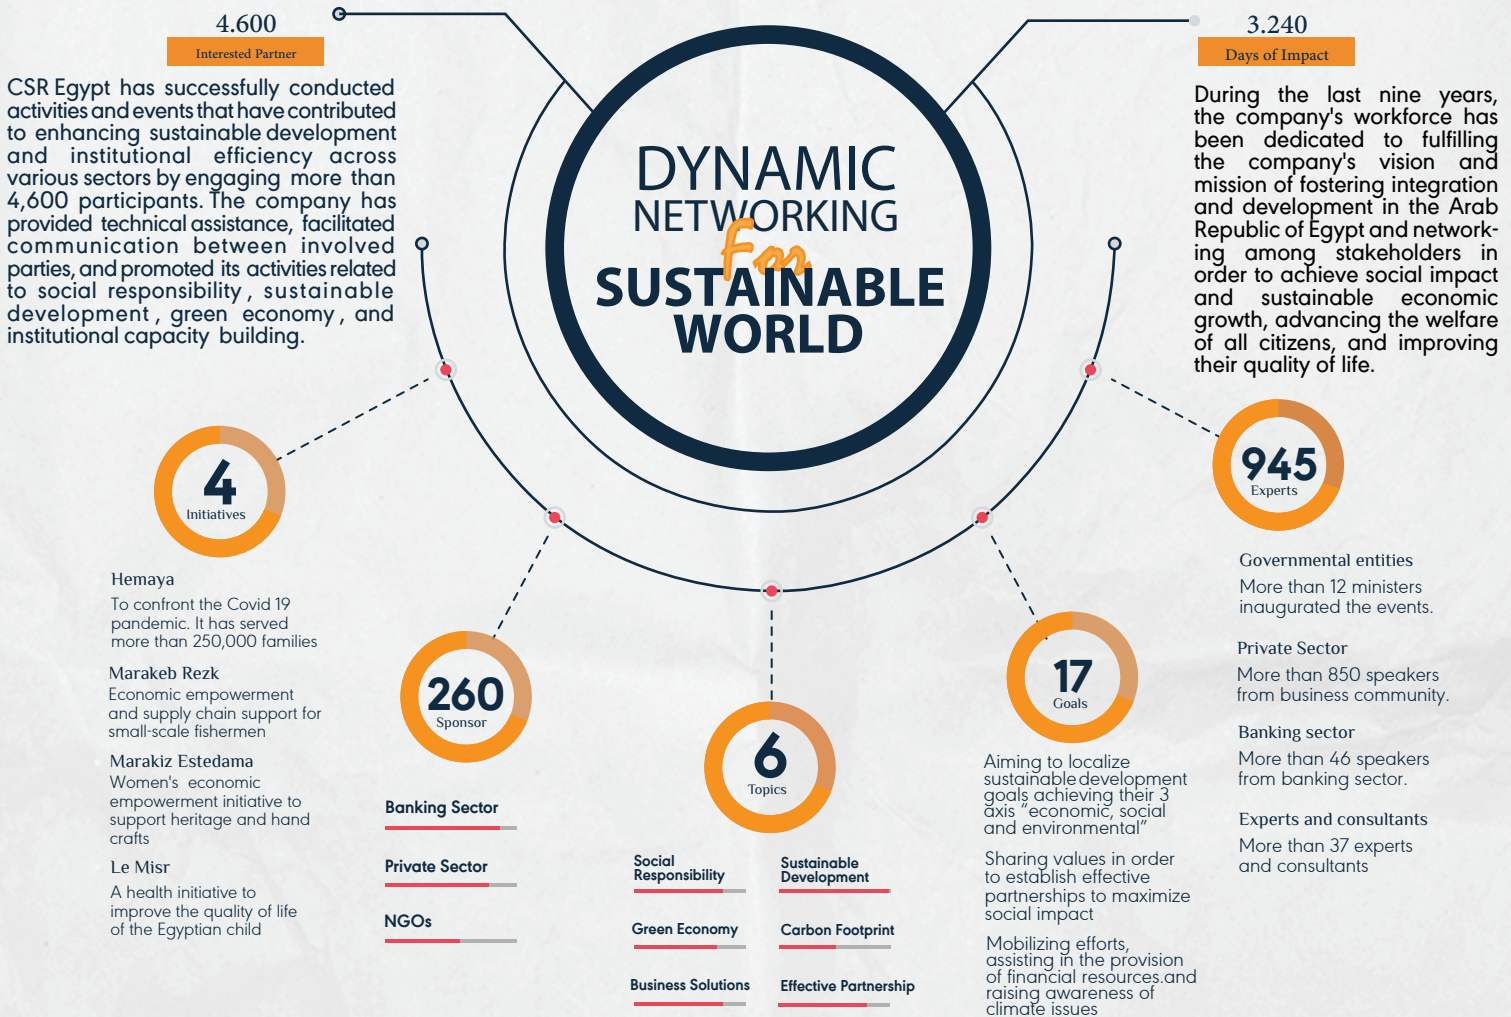 4.600
Interested Partner
CSR Egypt has successfully conducted
activities and events that have contributed
to enhancing sustainable development
and institutional efficiency across
various sectors by engaging more than
4,600 participants. The company has
provided technical assistance, facilitated
communication between involved
parties, and promoted its activities related
to social responsibility, sustainable
development, green economy, and
institutional capacity building.
DYNAMIC
NETWORKING
for
SUSTAINABLE
WORLD
3.240
Days of Impact
During the last nine years,
the company's workforce has
been dedicated to fulfilling
the company's vision and
mission of fostering integration
and development in the Arab
Republic of Egypt and network-
ing among stakeholders in
order to achieve social impact
and sustainable economic
growth, advancing the welfare
of all citizens, and improving
their quality of life.
4
Initiatives
Hemaya
To confront the Covid 19
pandemic. It has served
more than 250,000 families
Marakeb Rezk
Economic empowerment
and supply chain support for
small-scale fishermen
Marakiz Estedama
Women's economic
empowerment initiative to
support heritage and hand
crafts
Le Misr
A health initiative to
improve the quality of life
of the Egyptian child
260
Sponsor
Banking Sector
Private Sector
NGOs
6
Topics
Social
Responsibility
Sustainable
Development
Green Economy
Carbon Footprint
Business Solutions
Effective Partnership
17
Goals
Aiming to localize
sustainable development
goals achieving their 3
axis "economic, social
and environmental"
Sharing values in order
to establish effective
partnerships to maximize
social impact
Mobilizing efforts,
assisting in the provision
of financial resources.and
raising awareness of
climate issues
945
Experts
Governmental entities
More than 12 ministers
inaugurated the events.
Private Sector
More than 850 speakers
from business community.
Banking sector
More than 46 speakers
from banking sector.
Experts and consultants
More than 37 experts
and consultants